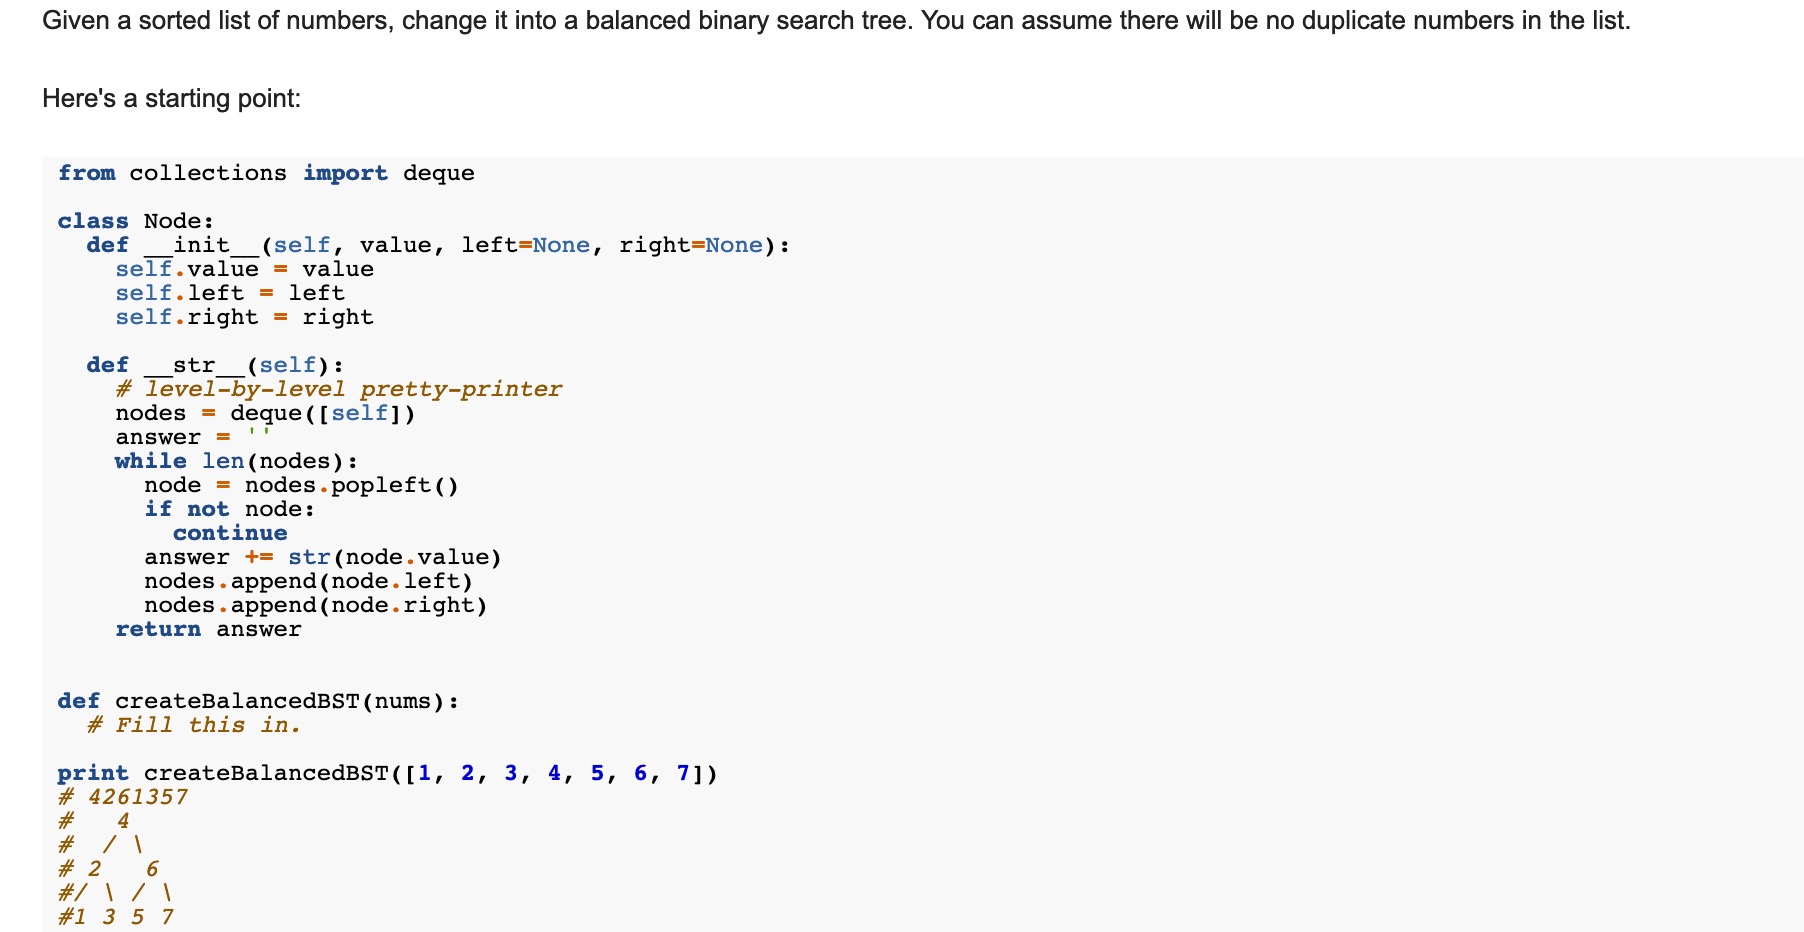 Given a sorted list of numbers, change it into a balanced binary search tree. You can assume there will be no duplicate numbers in the list.
Here's a starting point:
from collections import deque
class Node:
  def __init__(self, value, left=None, right=None):
    self.value = value
    self.left = left
    self.right = right
  def __str__(self):
    # level-by-level pretty-printer
    nodes = deque([self])
    answer = ''
    while len(nodes):
      node = nodes.popleft()
      if not node:
        continue
      answer += str(node.value)
      nodes.append(node.left)
      nodes.append(node.right)
    return answer
def createBalancedBST(nums):
  # Fill this in.
print createBalancedBST([1, 2, 3, 4, 5, 6, 7])
# 4261357
#   4
#  / \
# 2   6
#/ \ / \
#1 3 5 7